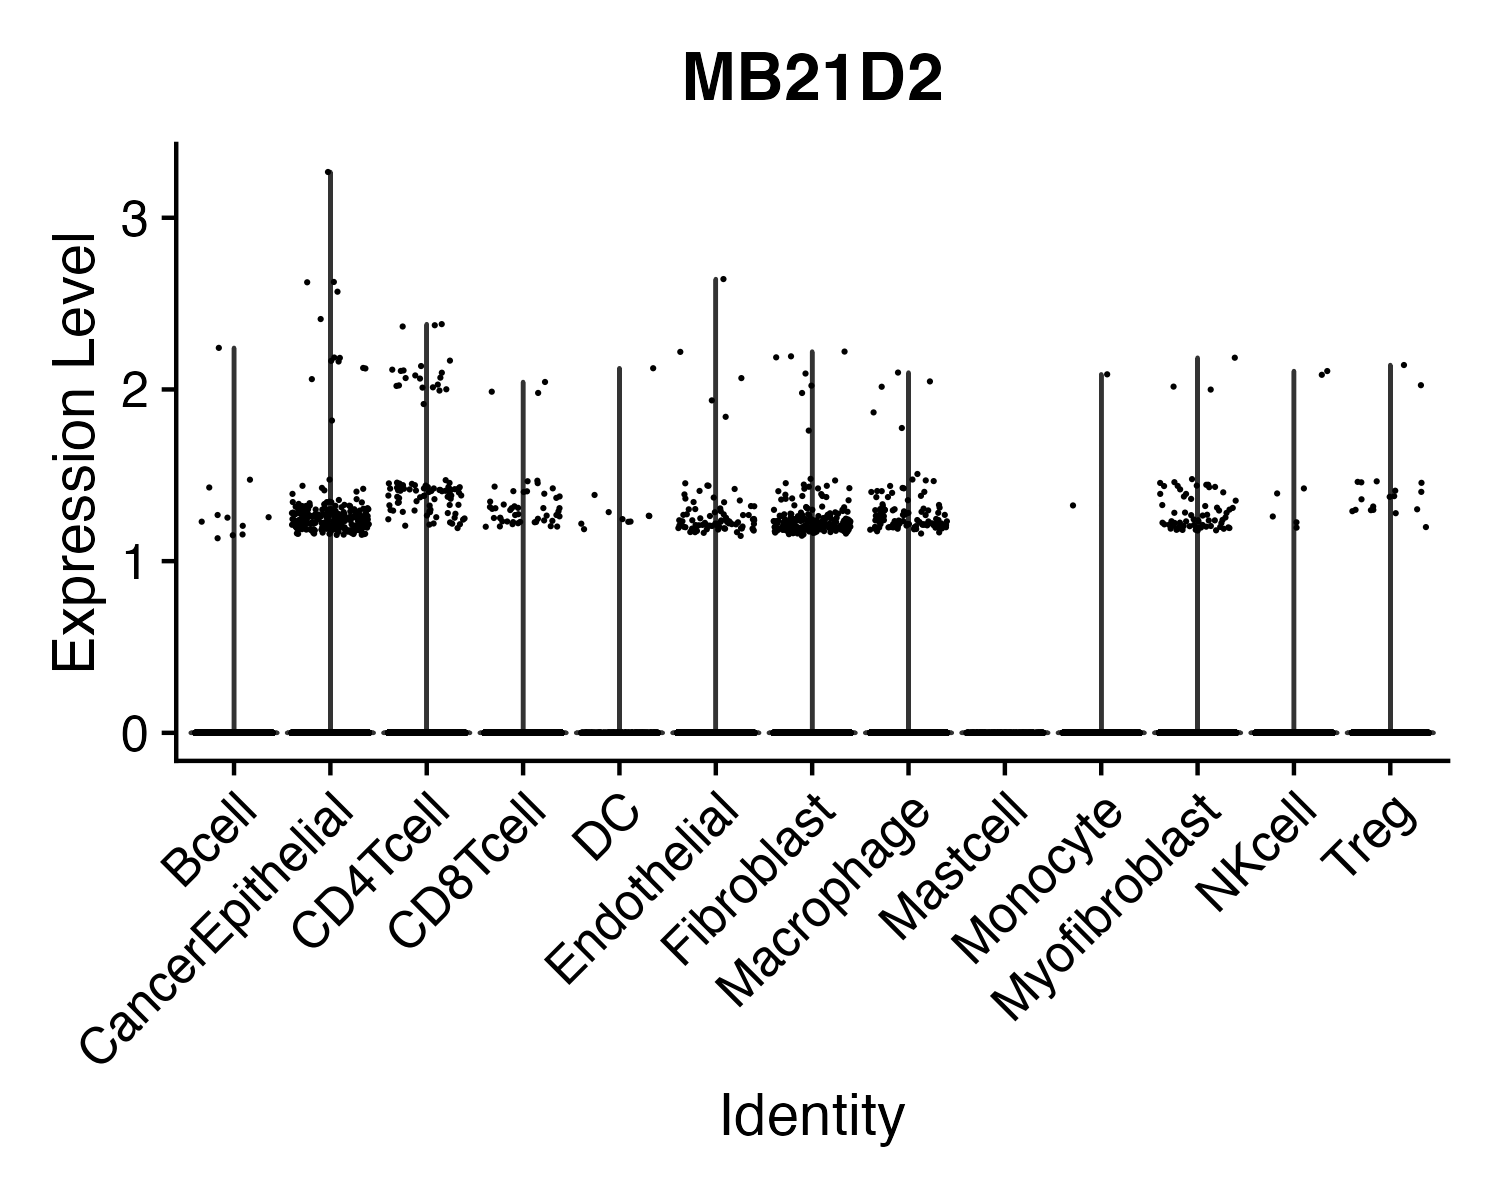 MB21D2
Expression Level
3
2
1
0
Bcell
CancerEpithelial
CD4Tcell
CD8Tcell
DC
Endothelial
Fibroblast
Macrophage
Mastcell
Monocyte
Myofibroblast
NKcell
Treg
Identity